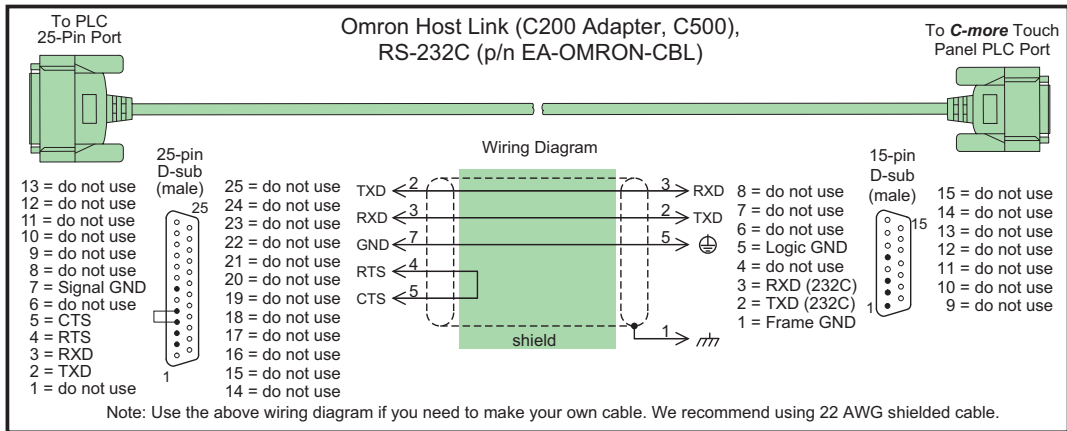 To PLC
25-Pin Port
Omron Host Link (C200 Adapter, C500),
RS-232C (p/n EA-OMRON-CBL)
To C-more Touch
Panel PLC Port
Wiring Diagram
25-pin
D-sub
(male)
13 = do not use
12 = do not use
11 = do not use
10 = do not use
9 = do not use
8 = do not use
7 = Signal GND
6 = do not use
5 = CTS
4 = RTS
3 = RXD
2 = TXD
1 = do not use
25
1
25 = do not use
24 = do not use
23 = do not use
22 = do not use
21 = do not use
20 = do not use
19 = do not use
18 = do not use
17 = do not use
16 = do not use
15 = do not use
14 = do not use
TXD 2 3 RXD
RXD 3 2 TXD
GND 7 5
RTS 4
CTS 5
shield
1
8 = do not use
7 = do not use
6 = do not use
5 = Logic GND
4 = do not use
3 = RXD (232C)
2 = TXD (232C)
1 = Frame GND
15-pin
D-sub
(male)
15
1
15 = do not use
14 = do not use
13 = do not use
12 = do not use
11 = do not use
10 = do not use
9 = do not use
Note: Use the above wiring diagram if you need to make your own cable. We recommend using 22 AWG shielded cable.